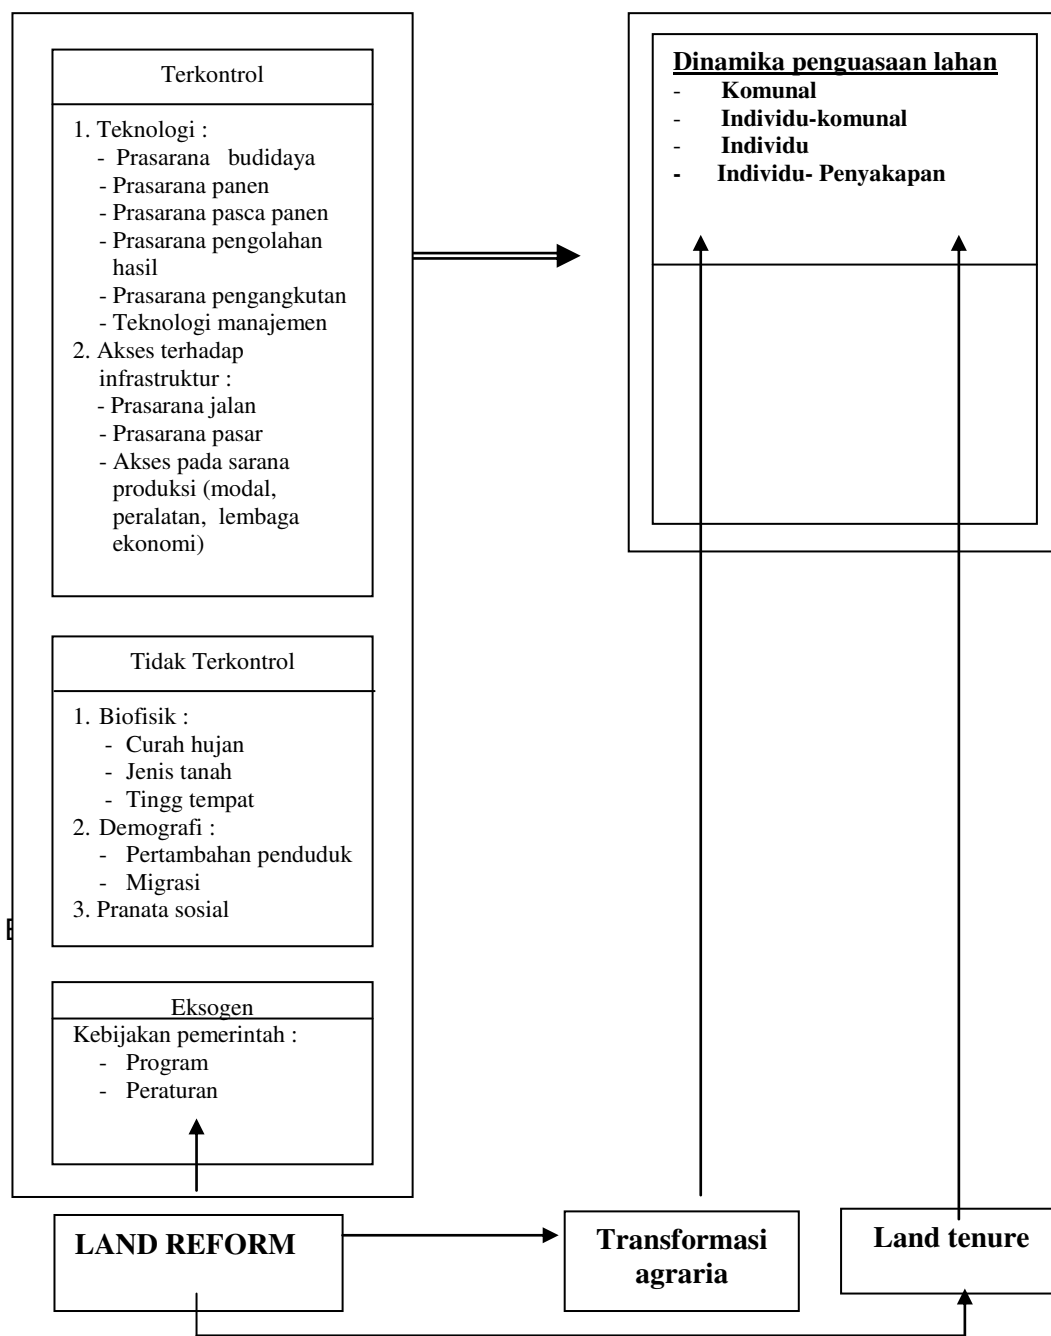 Terkontrol
1. Teknologi :
- Prasarana budidaya
- Prasarana panen
- Prasarana pasca panen
- Prasarana pengolahan
hasil
- Prasarana pengangkutan
- Teknologi manajemen
2. Akses terhadap
infrastruktur :
- Prasarana jalan
- Prasarana pasar
- Akses pada sarana
produksi (modal,
peralatan, lembaga
ekonomi)
Tidak Terkontrol
1. Biofisik :
- Curah hujan
- Jenis tanah
- Tingg tempat
2. Demografi :
- Pertambahan penduduk
- Migrasi
3. Pranata sosial
Eksogen
Kebijakan pemerintah :
- Program
- Peraturan
Dinamika penguasaan lahan
- Komunal
- Individu-komunal
- Individu
- Individu- Penyakapan
LAND REFORM
Transformasi
agraria
Land tenure